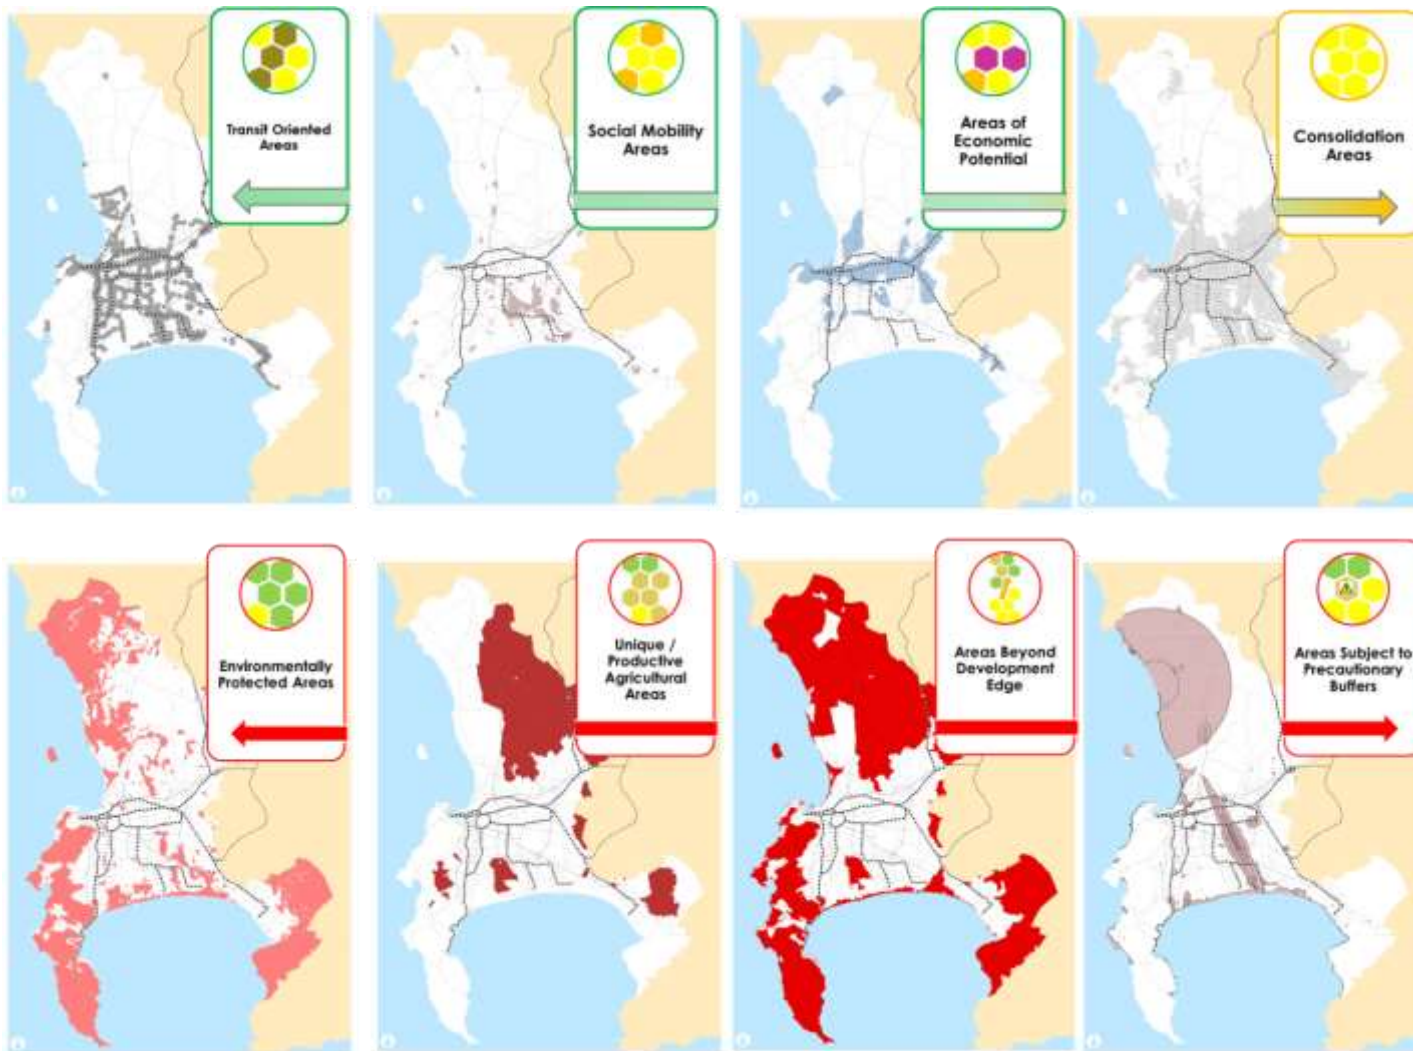 Transit Oriented
Areas
Social Mobility
Areas
Areas of
Economic
Potential
Consolidation
Areas
Environmentally
Protected Areas
Unique /
Productive
Agricultural
Areas
Areas Beyond
Development
Edge
Areas Subject to
Precautionary
Buffers